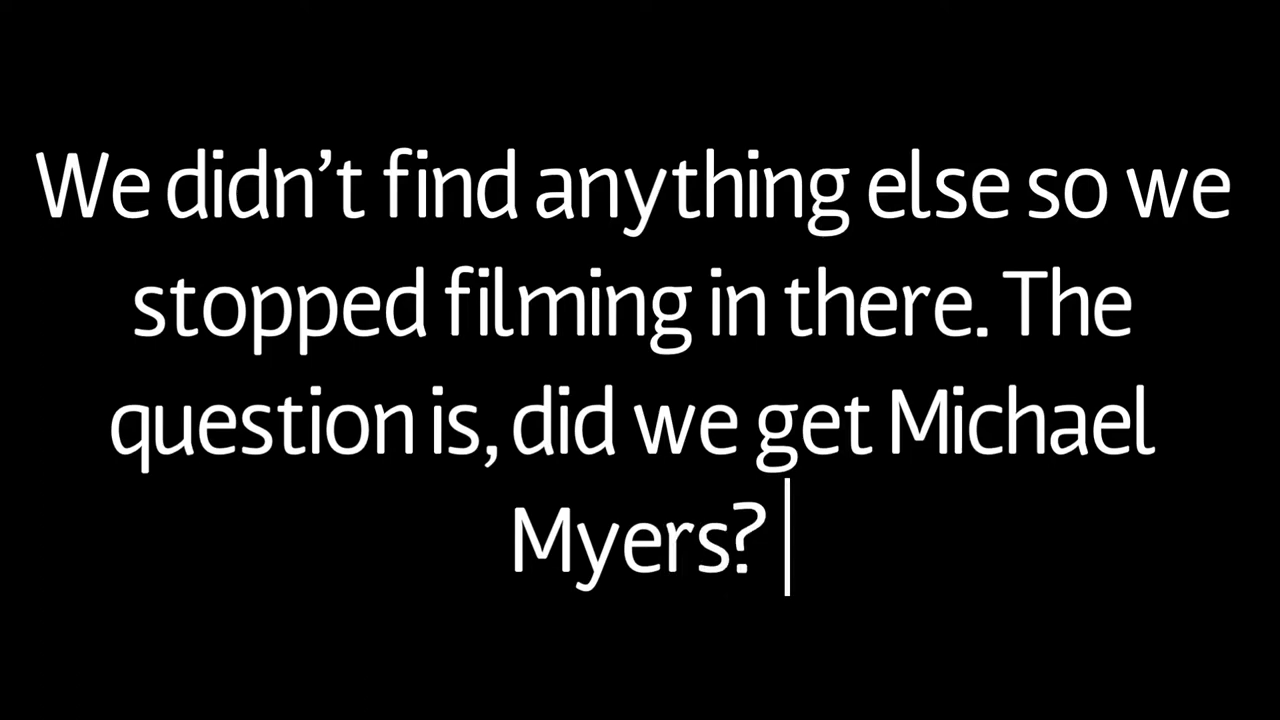 We didn’t find anything else so we
stopped filming in there. The
question is, did we get Michael
Myers?